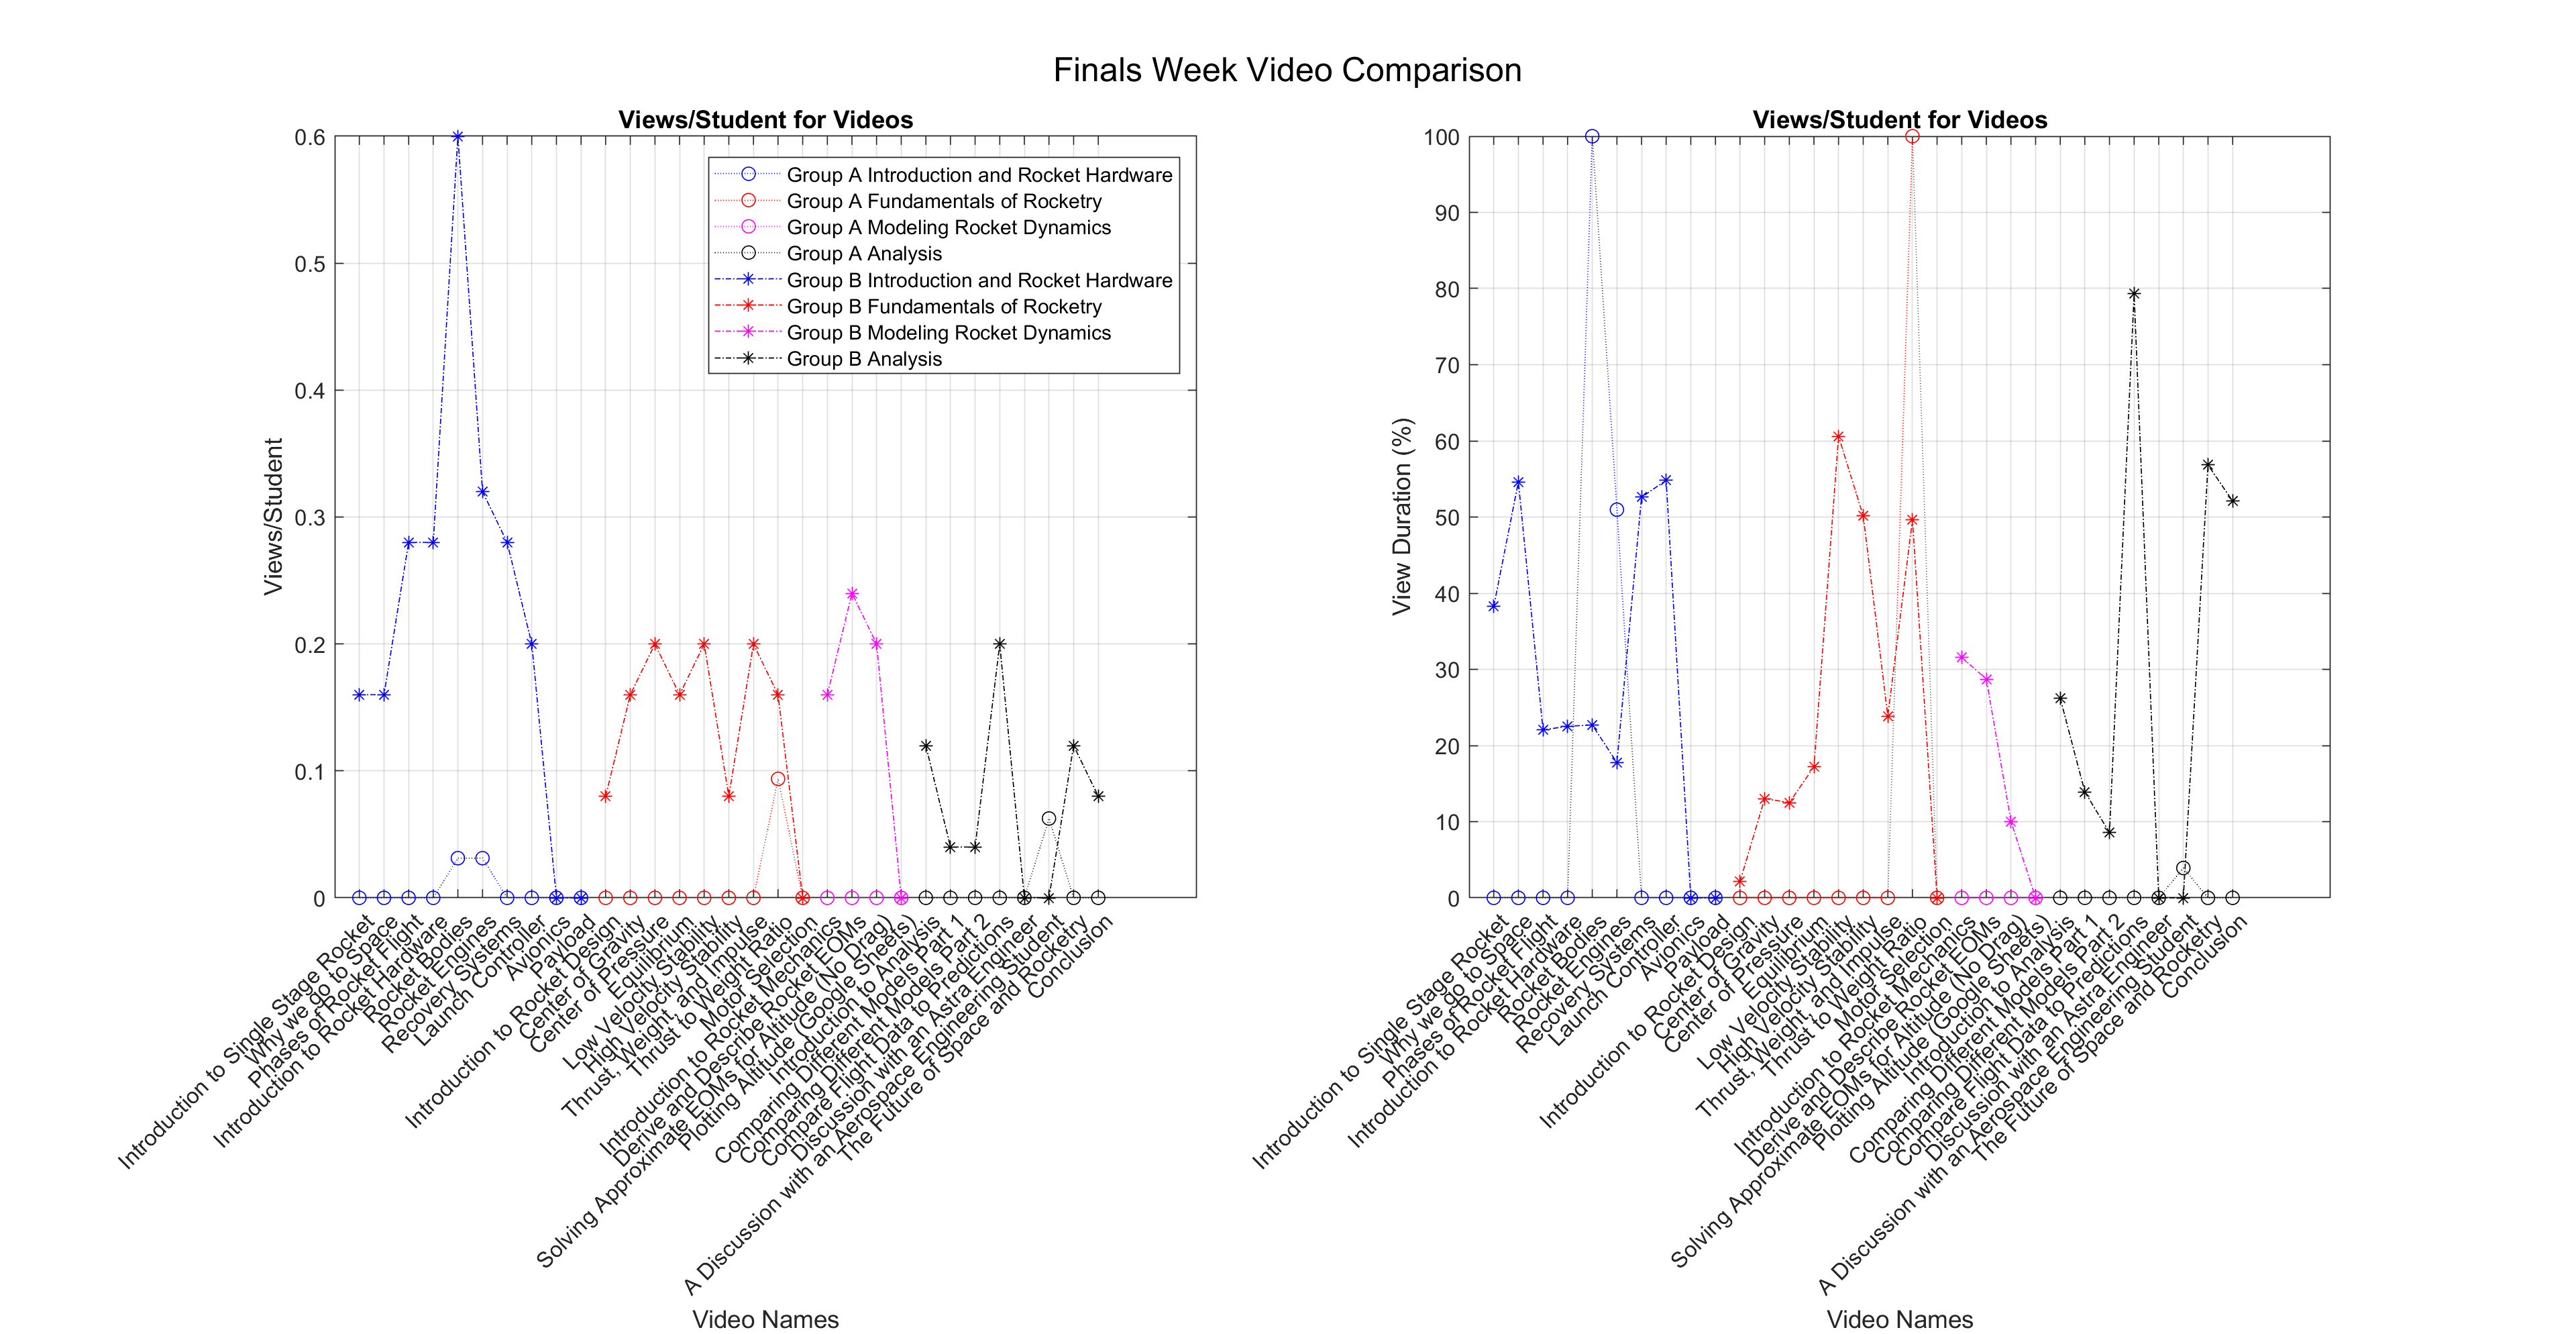 Finals Week Video Comparison
Views/Student for Videos
Views/Student
0.6
0.5
0.4
0.3
0.2
0.1
0
Group A Introduction and Rocket Hardware
Group A Fundamentals of Rocketry
Group A Modeling Rocket Dynamics
Group A Analysis
Group B Introduction and Rocket Hardware
Group B Fundamentals of Rocketry
Group B Modeling Rocket Dynamics
Group B Analysis
Introduction to Single Stage Rocket
Why we go to Space
Phases of Rocket Flight
Introduction to Rocket Hardware
Rocket Bodies
Rocket Engines
Recovery Systems
Launch Controller
Avionics
Payload
Introduction to Rocket Design
Center of Gravity
Center of Pressure
Equilibrium
Low Velocity Stability
High Velocity Stability
Thrust, Weight, and Impulse
Thrust to Weight Ratio
Motor Selection
Introduction to Rocket Mechanics
Derive and Describe Rocket EOMs
Solving Approximate EOMs for Altitude (No Drag)
Plotting Altitude (Google Sheets)
Introduction to Analysis
Comparing Different Models Part 1
Comparing Different Models Part 2
Compare Flight Data to Predictions
Discussion with an Astra Engineer
A Discussion with an Aerospace Engineering Student
The Future of Space and Rocketry
Conclusion
Video Names
Views/Student for Videos
View Duration (%)
100
90
80
70
60
50
40
30
20
10
0
Introduction to Single Stage Rocket
Why we go to Space
Phases of Rocket Flight
Introduction to Rocket Hardware
Rocket Bodies
Rocket Engines
Recovery Systems
Launch Controller
Avionics
Payload
Introduction to Rocket Design
Center of Gravity
Center of Pressure
Equilibrium
Low Velocity Stability
High Velocity Stability
Thrust, Weight, and Impulse
Thrust to Weight Ratio
Motor Selection
Introduction to Rocket Mechanics
Derive and Describe Rocket EOMs
Solving Approximate EOMs for Altitude (No Drag)
Plotting Altitude (Google Sheets)
Introduction to Analysis
Comparing Different Models Part 1
Comparing Different Models Part 2
Compare Flight Data to Predictions
Discussion with an Astra Engineer
A Discussion with an Aerospace Engineering Student
The Future of Space and Rocketry
Conclusion
Video Names